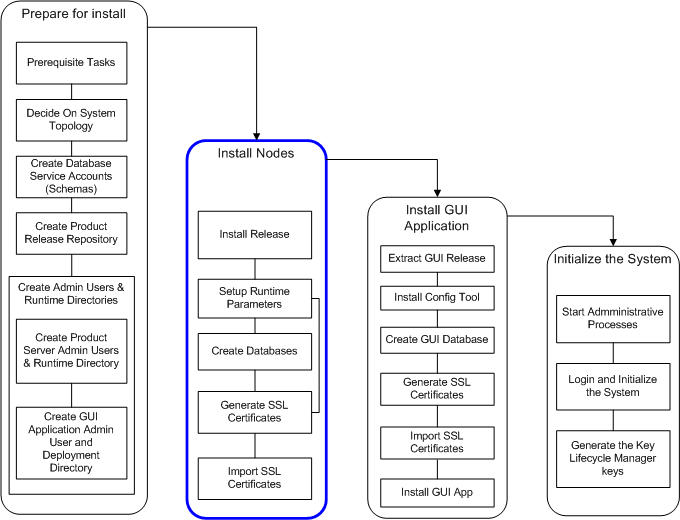 Prepare for install
Prerequisite Tasks
Decide On System
Topology
Create Database
Service Accounts
(Schemas)
Create Product
Release Repository
Create Admin Users &
Runtime Directories
Create Product
Server Admin Users
& Runtime Directory
Create GUI
Application Admin
User and
Deployment
Directory
Install Nodes
Install Release
Setup Runtime
Parameters
Create Databases
Generate SSL
Certificates
Import SSL
Certificates
Install GUI
Application
Extract GUI Release
Install Config Tool
Create GUI Database
Generate SSL
Certificates
Import SSL
Certificates
Install GUI App
Initialize the System
Start Admministrative
Processes
Login and Initialize
the System
Generate the Key
Lifecycle Manager
keys